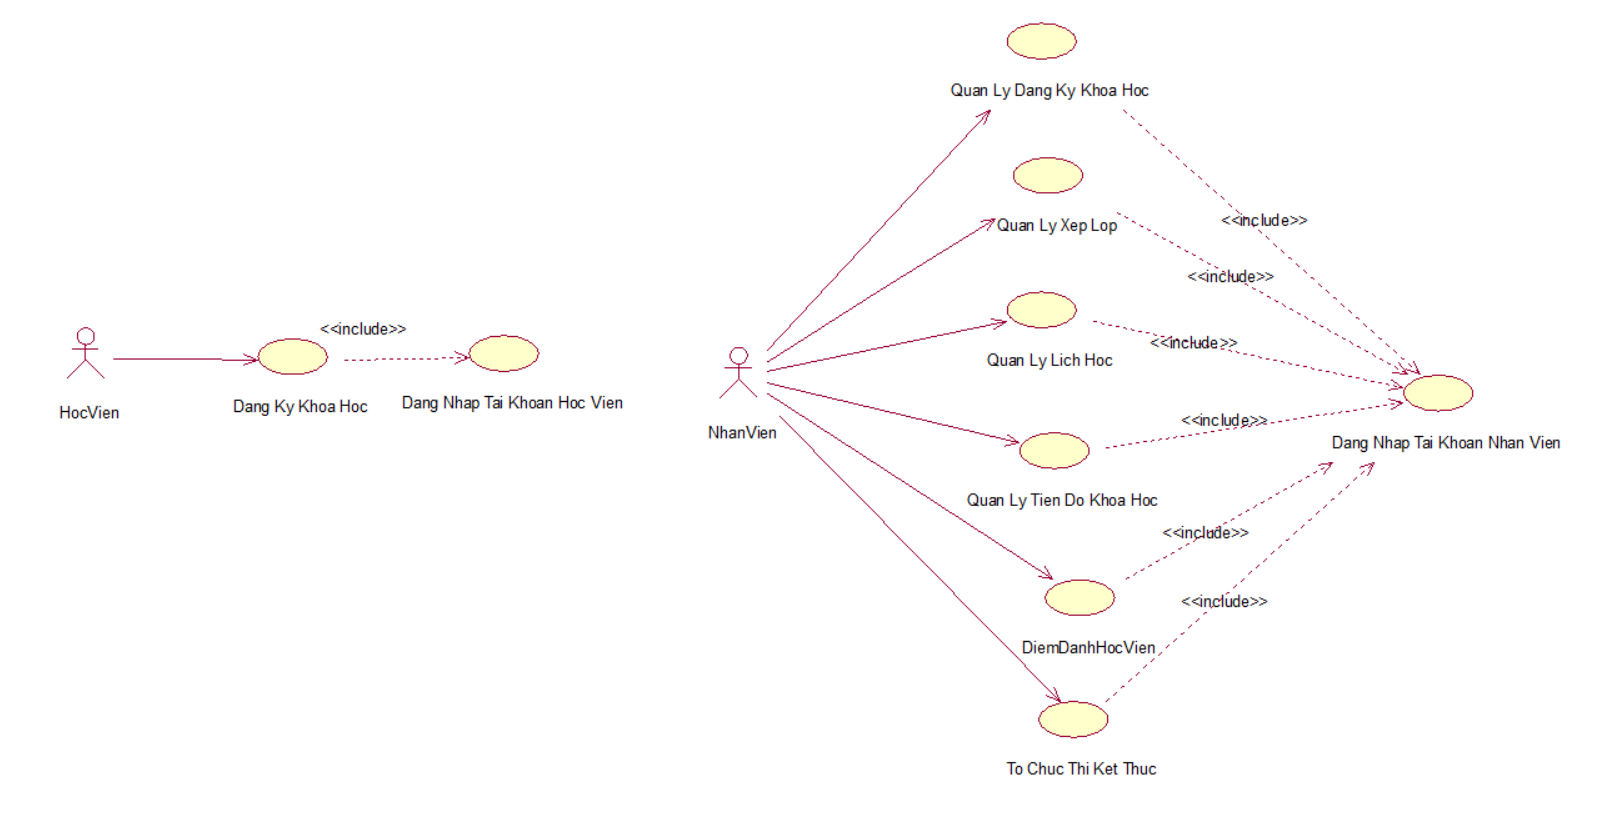 <<include>>
HocVien
Dang Ky Khoa Hoc
Dang Nhap Tai Khoan Hoc Vien
NhanVien
Quan Ly Dang Ky Khoa Hoc
<<include>>
Quan Ly Xep Lop
<<include>>
Quan Ly Lich Hoc
<<include>>
Quan Ly Tien Do Khoa Hoc
<<include>>
Dang Nhap Tai Khoan Nhan Vien
DiemDanhHocVien
<<include>>
To Chuc Thi Ket Thuc
<<include>>